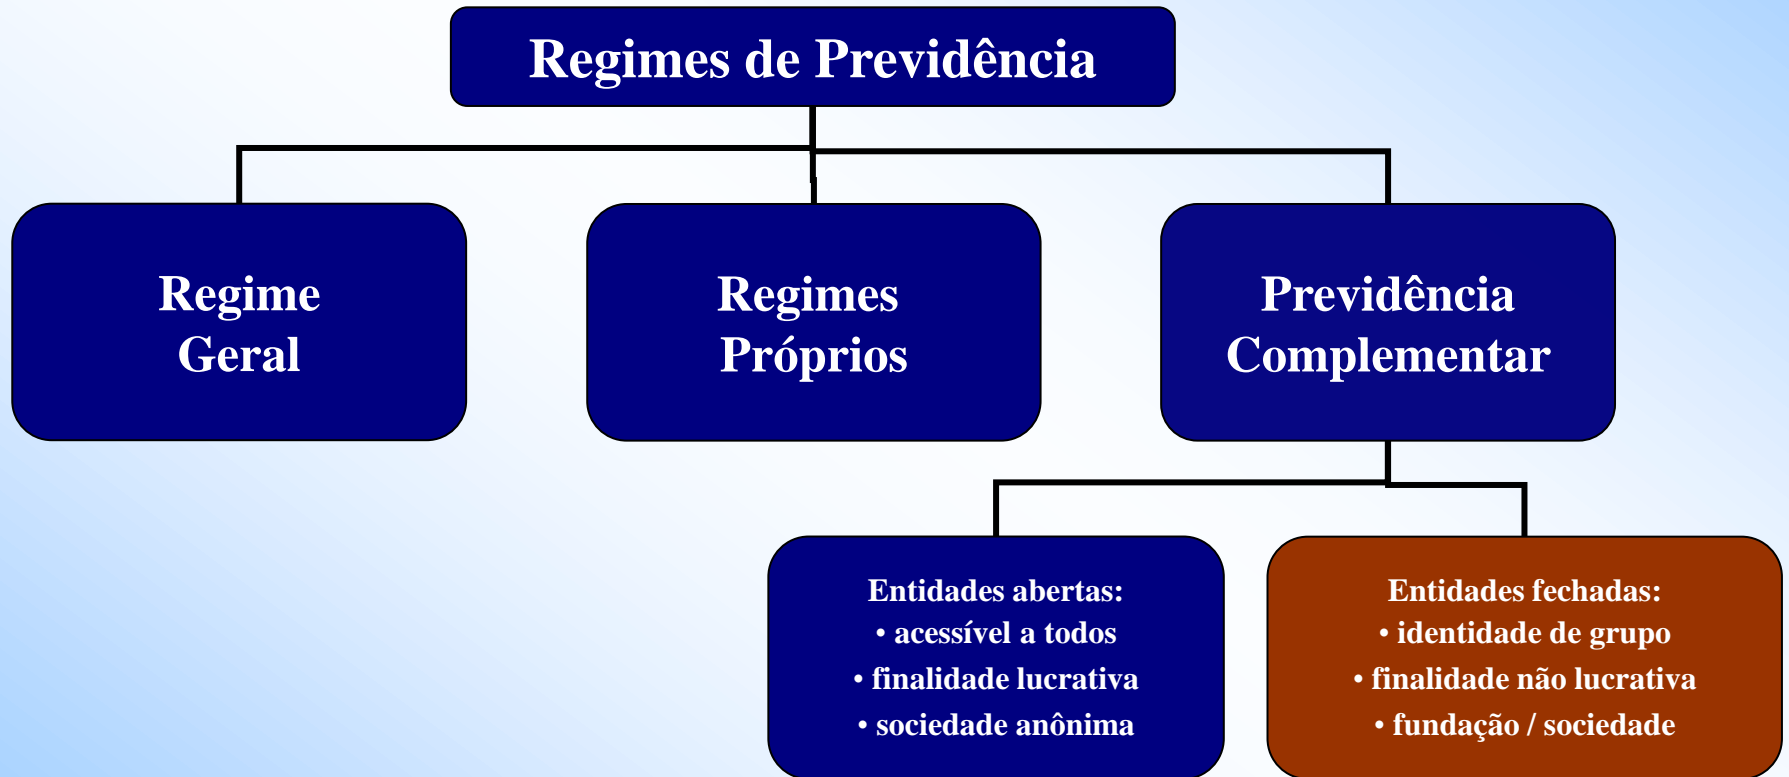 Regimes de Previdência
Regime
Geral
Regimes
Próprios
Previdência
Complementar
Entidades abertas:
• acessível a todos
• finalidade lucrativa
• sociedade anônima
Entidades fechadas:
• identidade de grupo
• finalidade não lucrativa
• fundação / sociedade